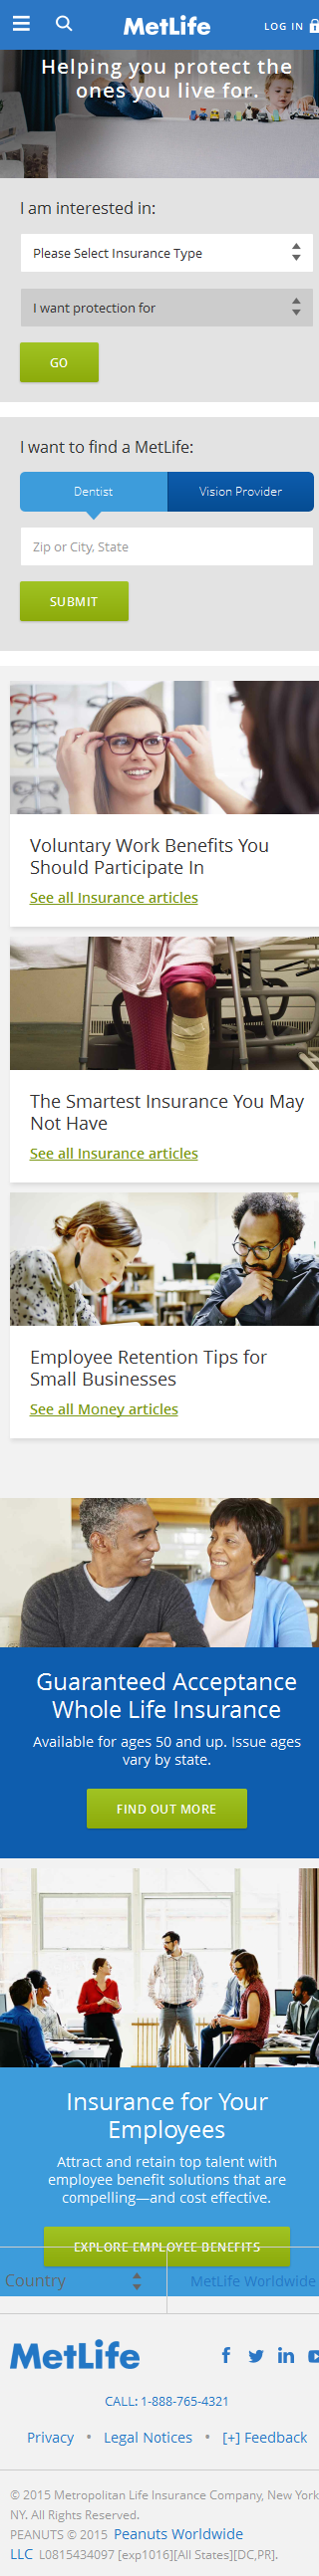 MetLife
LOG IN
Helping you protect the
ones you live for.
I am interested in:
Please Select Insurance Type
I want protection for
GO
I want to find a MetLife:
Dentist
Vision Provider
Zip or City, State
SUBMIT
Voluntary Work Benefits You
Should Participate In
See all Insurance articles
The Smartest Insurance You May
Not Have
See all Insurance articles
Employee Retention Tips for
Small Businesses
See all Money articles
Guaranteed Acceptance
Whole Life Insurance
Available for ages 50 and up. Issue ages
vary by state.
FIND OUT MORE
Insurance for Your
Employees
Attract and retain top talent with
employee benefit solutions that are
compelling—and cost effective.
EXPLORE EMPLOYEE BENEFITS
Country
MetLife Worldwide
MetLife
CALL: 1-888-765-4321
Privacy • Legal Notices • [+] Feedback
© 2015 Metropolitan Life Insurance Company, New York
NY. All Rights Reserved.
PEANUTS © 2015 Peanuts Worldwide
LLC L0815434097 [exp1016][All States][DC,PR].